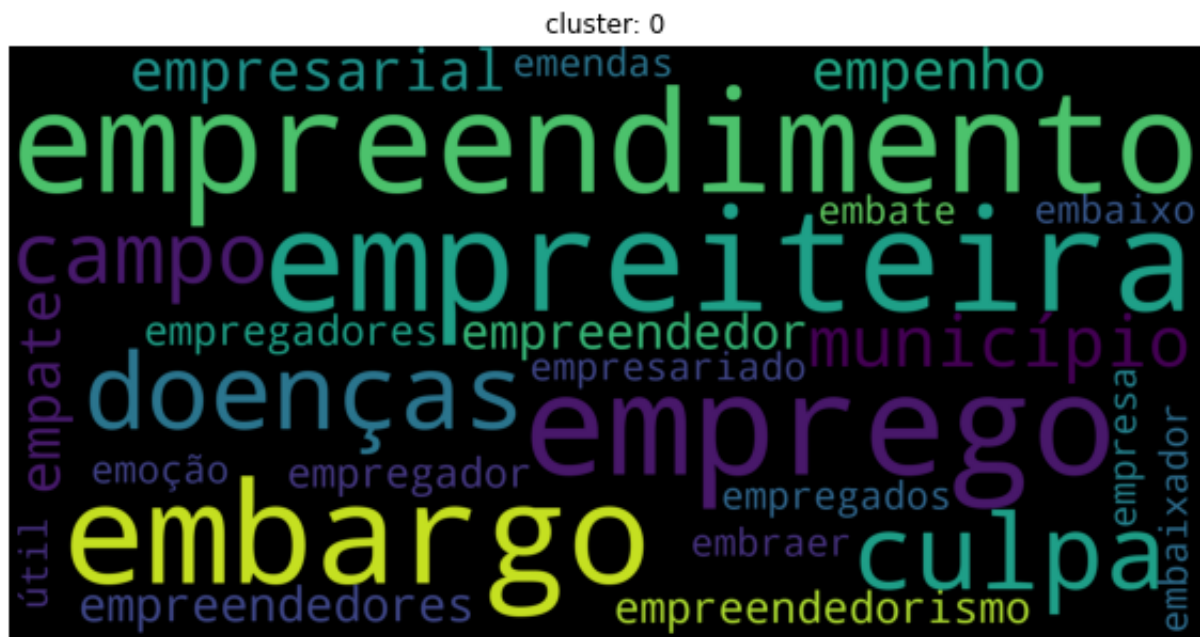 cluster: 0
empresarial
emendas
empenho
empreendimento
embate
embaixo
campo
empreiteira
empate
empregadores
empreendedor
município
doenças
empresariado
emprego
empresa
emoção
empregador
empregados
embaixador
embargo
embraer
culpa
útil
empreendedores
empreendedorismo